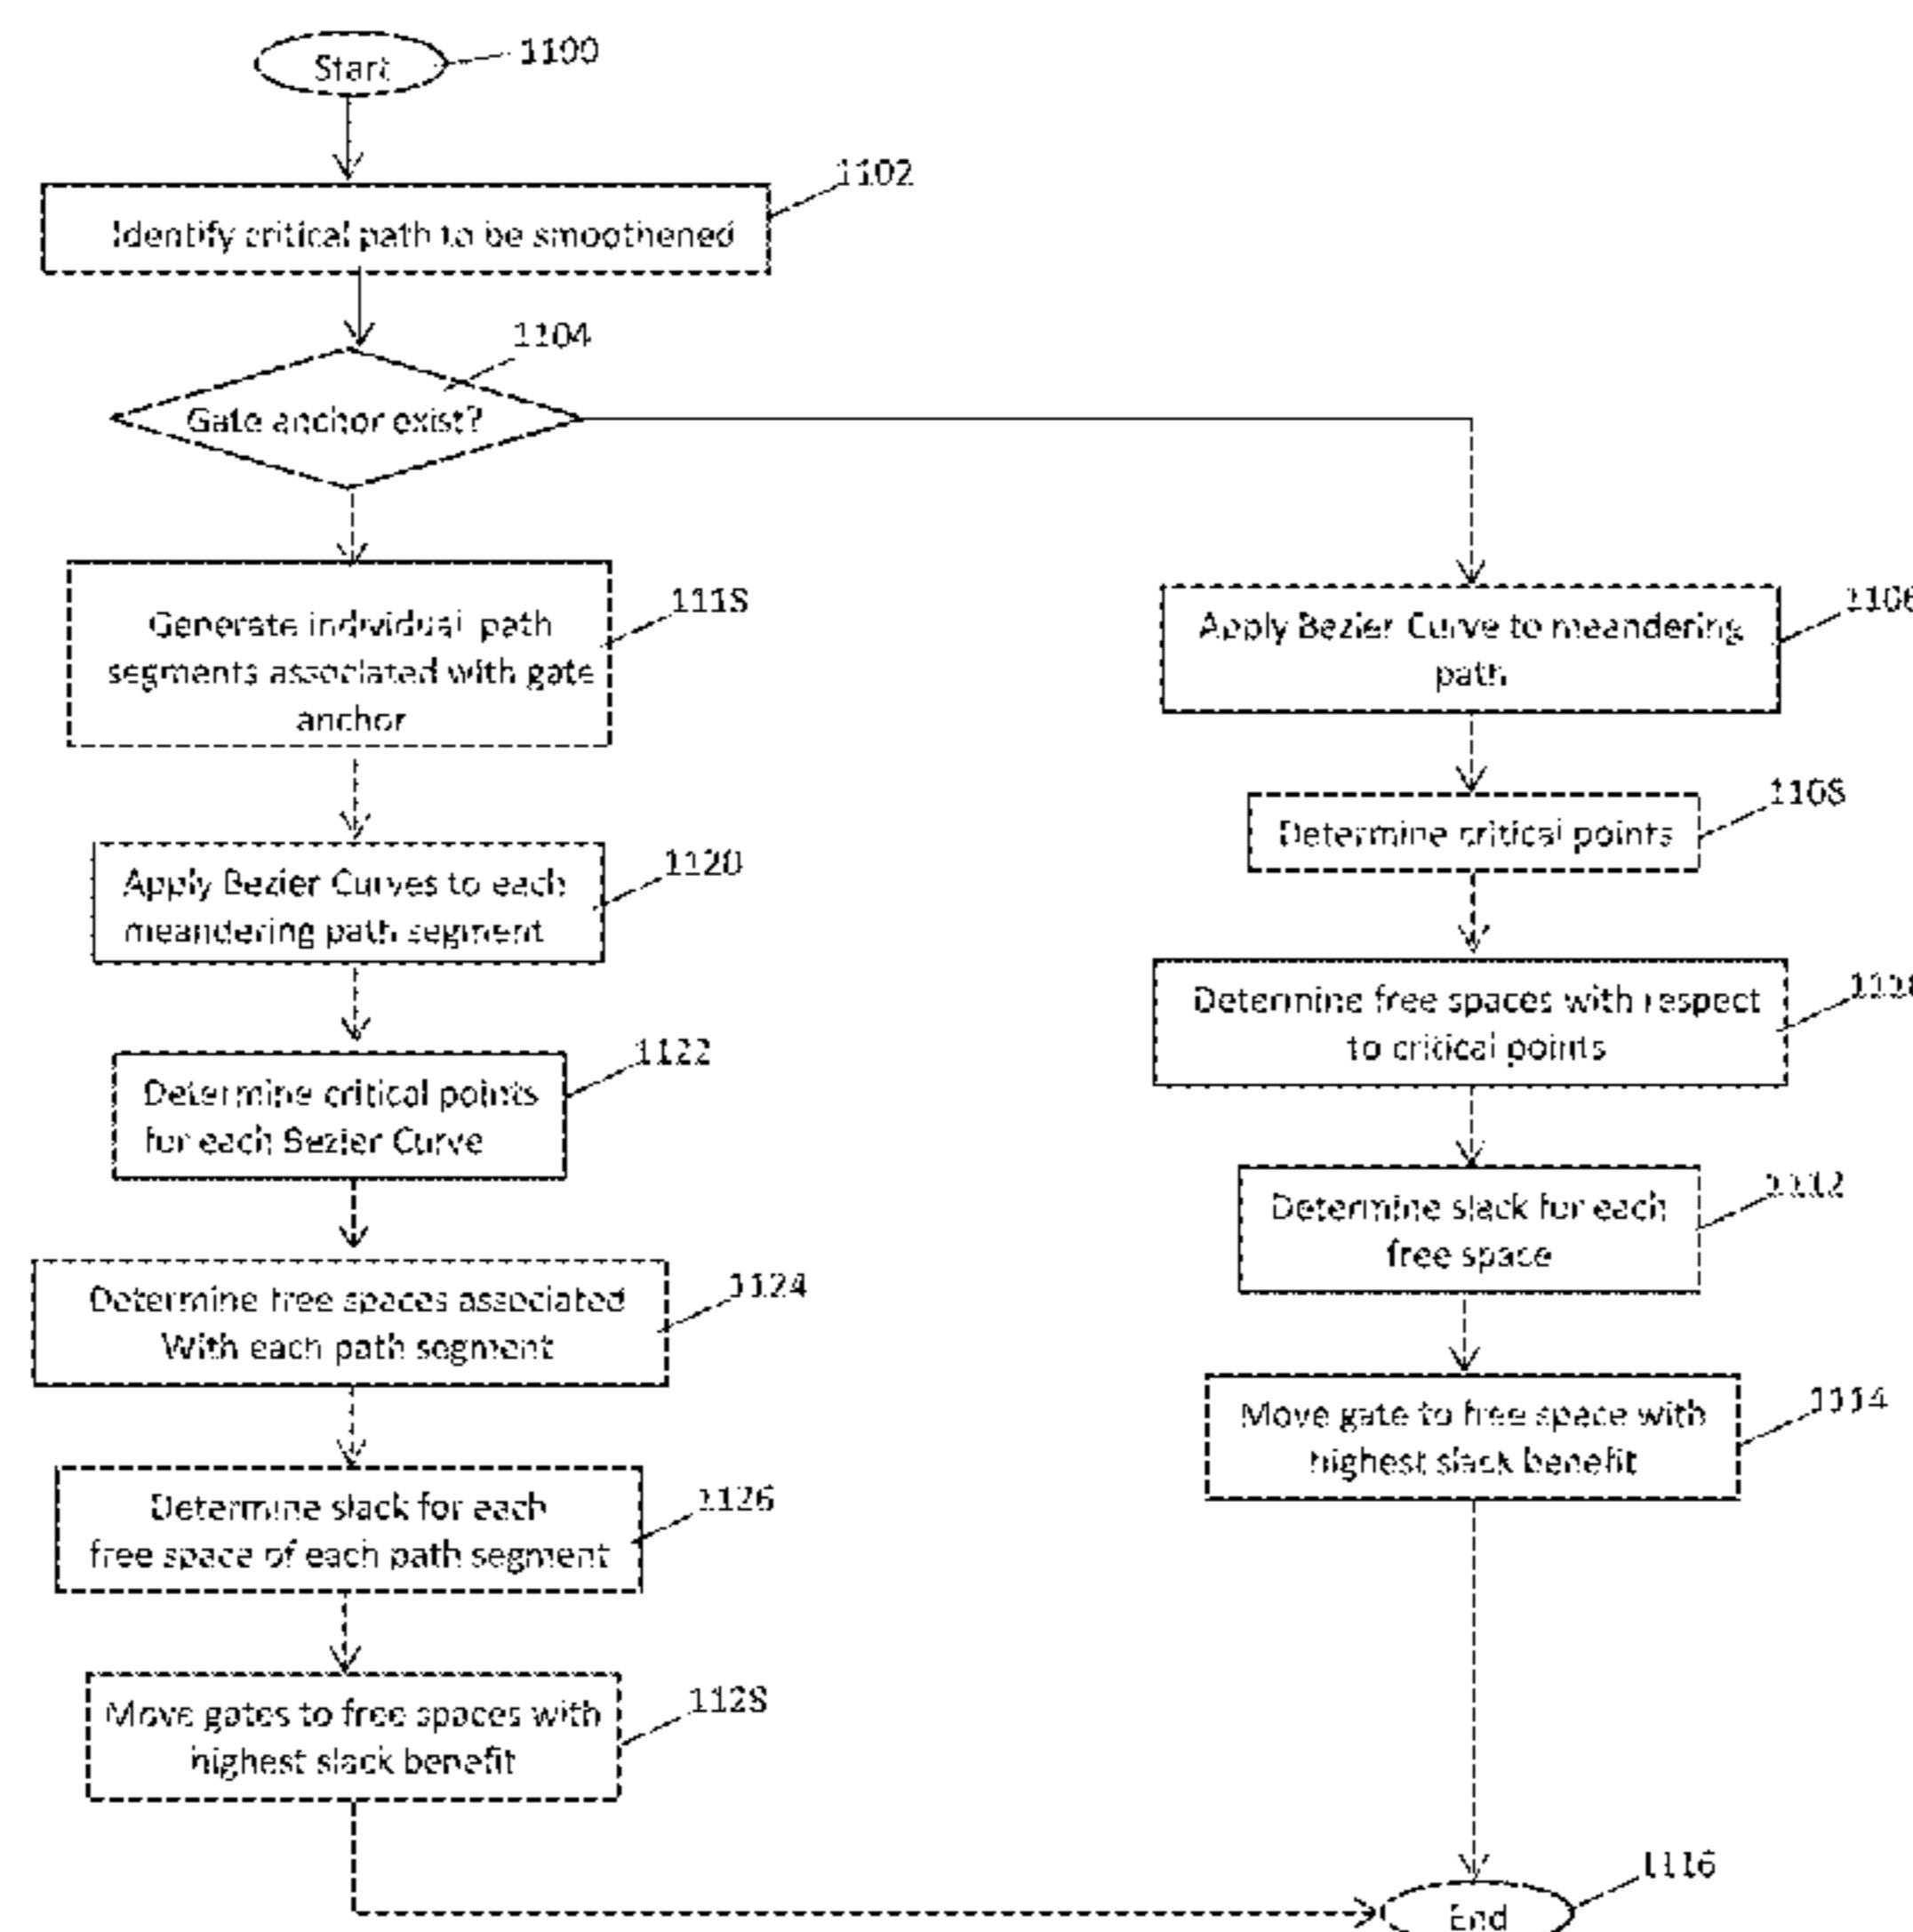 Start
1100
Identify critical path to be smoothened
1102
Gate anchor exist?
1104
Generate individual path
segments associated with gate
anchor
1118
Apply Bezier Curves to each
meandering path segment
1120
Determine critical points
for each Bezier Curve
1122
Determine free spaces associated
With each path segment
1124
Determine slack for each
free space of each path segment
1126
Move gates to free spaces with
highest slack benefit
1128
Apply Bezier Curve to meandering
path
1106
Determine critical points
1108
Determine free spaces with respect
to critical points
Determine slack for each
free space
1112
Move gate to free space with
highest slack benefit
1114
End
1116